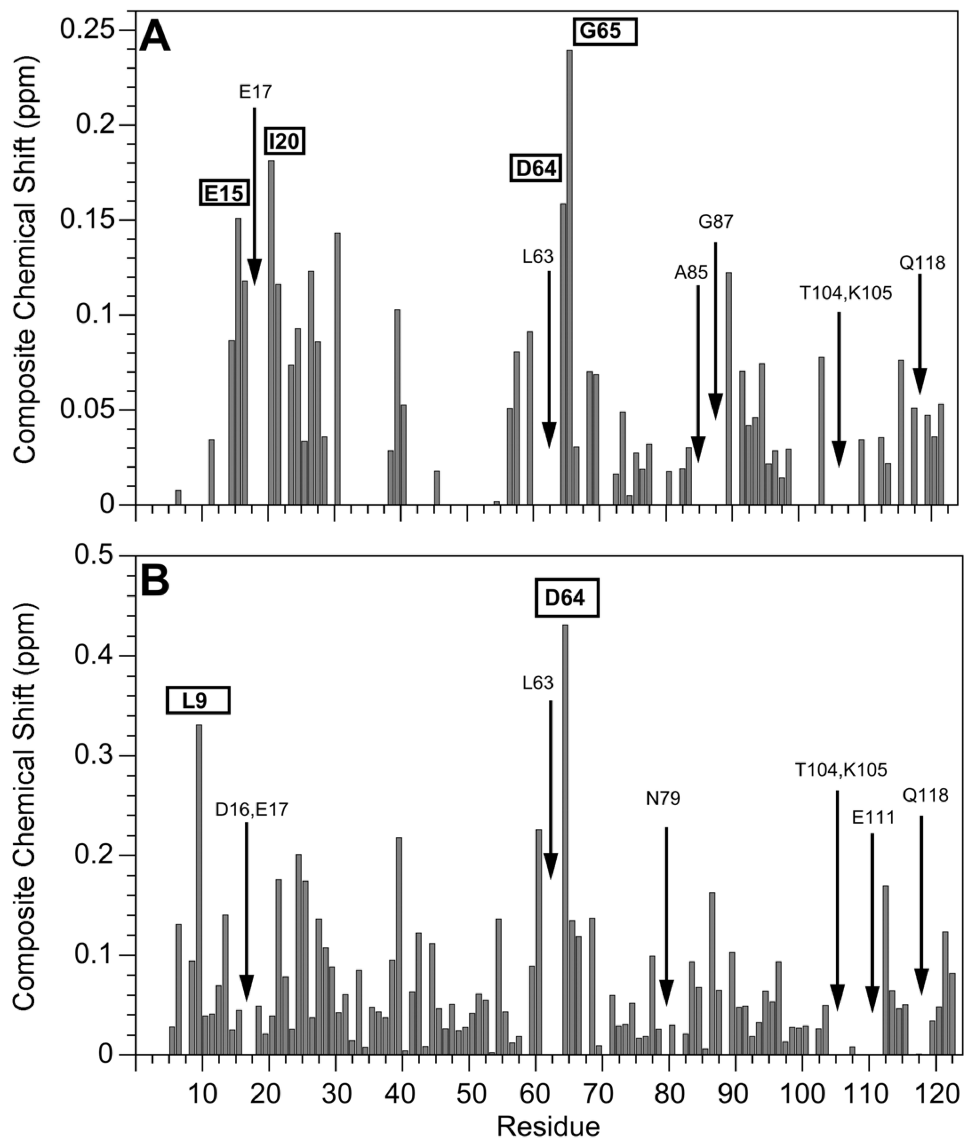 A
Composite Chemical Shift (ppm)
0.25
0.2
0.15
0.1
0.05
0
E17
I20
E15
G65
D64
L63
G87
A85
Q118
T104,K105
B
Composite Chemical Shift (ppm)
0.5
0.4
0.3
0.2
0.1
0
L9
D16,E17
D64
L63
N79
T104,K105
E111
Q118
10 20 30 40 50 60 70 80 90 100 110 120
Residue